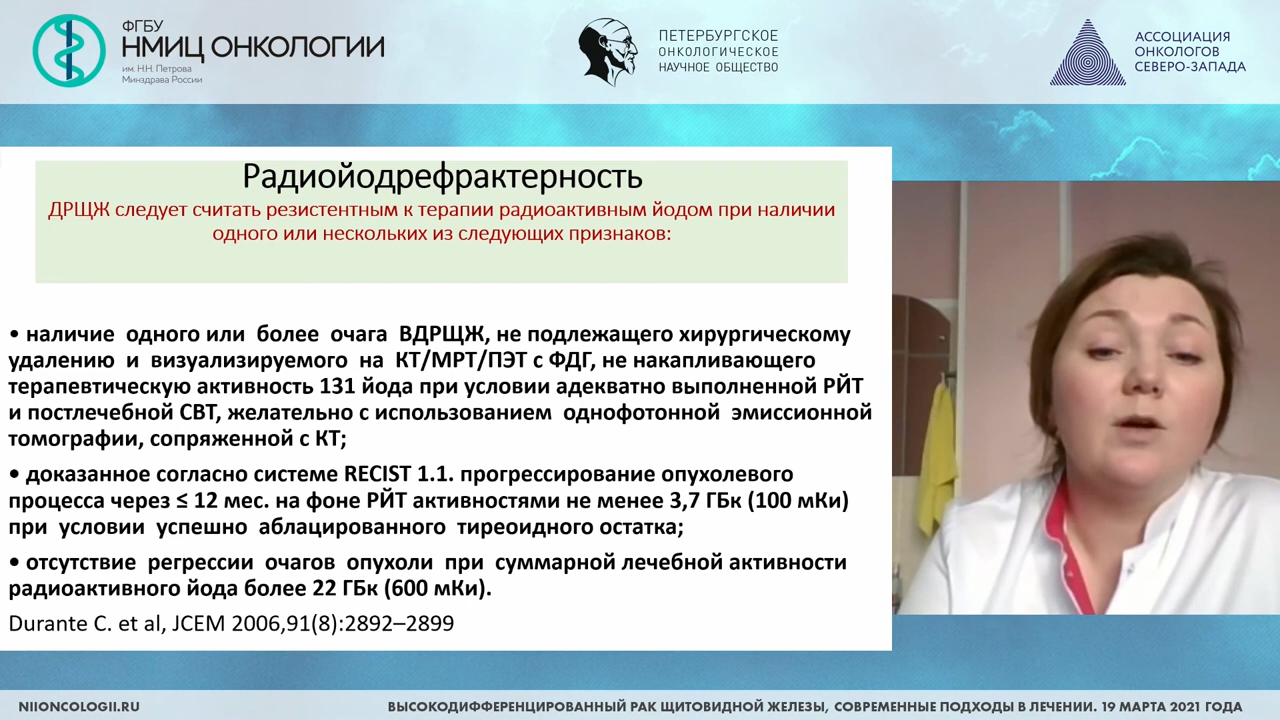 ФГБУ
НМИЦ ОНКОЛОГИИ
им. Н.Н. Петрова
Минздрава России
ПЕТЕРБУРГСКОЕ
ОНКОЛОГИЧЕСКОЕ
НАУЧНОЕ ОБЩЕСТВО
АССОЦИАЦИЯ
ОНКОЛОГОВ
СЕВЕРО-ЗАПАДА
Радиойодрефрактерность
ДРЩЖ следует считать резистентным к терапии радиоактивным йодом при наличии
одного или нескольких из следующих признаков:
• наличие одного или более очага ВДРЩЖ, не подлежащего хирургическому
удалению и визуализируемого на КТ/МРТ/ПЭТ с ФДГ, не накапливающего
терапевтическую активность 131 йода при условии адекватно выполненной РЙТ
и постлечебной СВТ, желательно с использованием однофотонной эмиссионной
томографии, сопряженной с КТ;
• доказанное согласно системе RECIST 1.1. прогрессирование опухолевого
процесса через ≤ 12 мес. на фоне РЙТ активностями не менее 3,7 ГБк (100 мКи)
при условии успешно аблацированного тиреоидного остатка;
• отсутствие регрессии очагов опухоли при суммарной лечебной активности
радиоактивного йода более 22 ГБк (600 мКи).
Durante C. et al, JCEM 2006,91(8):2892–2899
NIIONCOLOGII.RU
ВЫСОКОДИФФЕРЕНЦИРОВАННЫЙ РАК ЩИТОВИДНОЙ ЖЕЛЕЗЫ, СОВРЕМЕННЫЕ ПОДХОДЫ В ЛЕЧЕНИИ. 19 МАРТА 2021 ГОДА